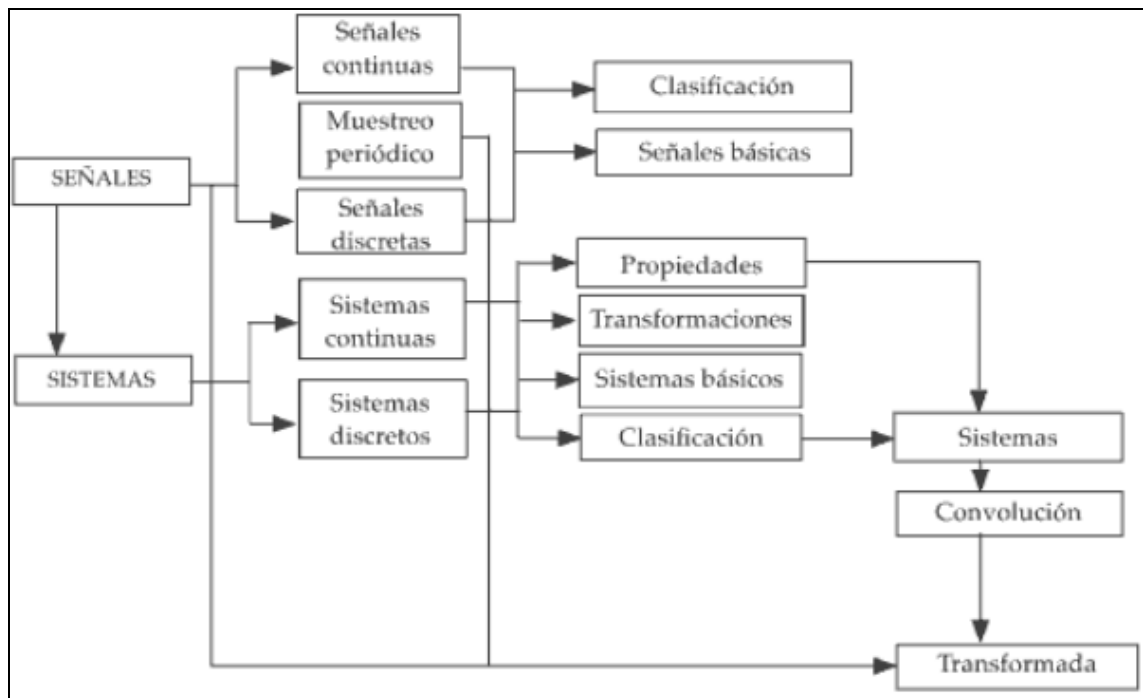 Señales
continuas
Clasificación
Muestreo
periódico
Señales básicas
SEÑALES
Señales
discretas
Propiedades
Sistemas
continuas
Transformaciones
SISTEMAS
Sistemas básicos
Sistemas
discretos
Clasificación
Sistemas
Convolución
Transformada